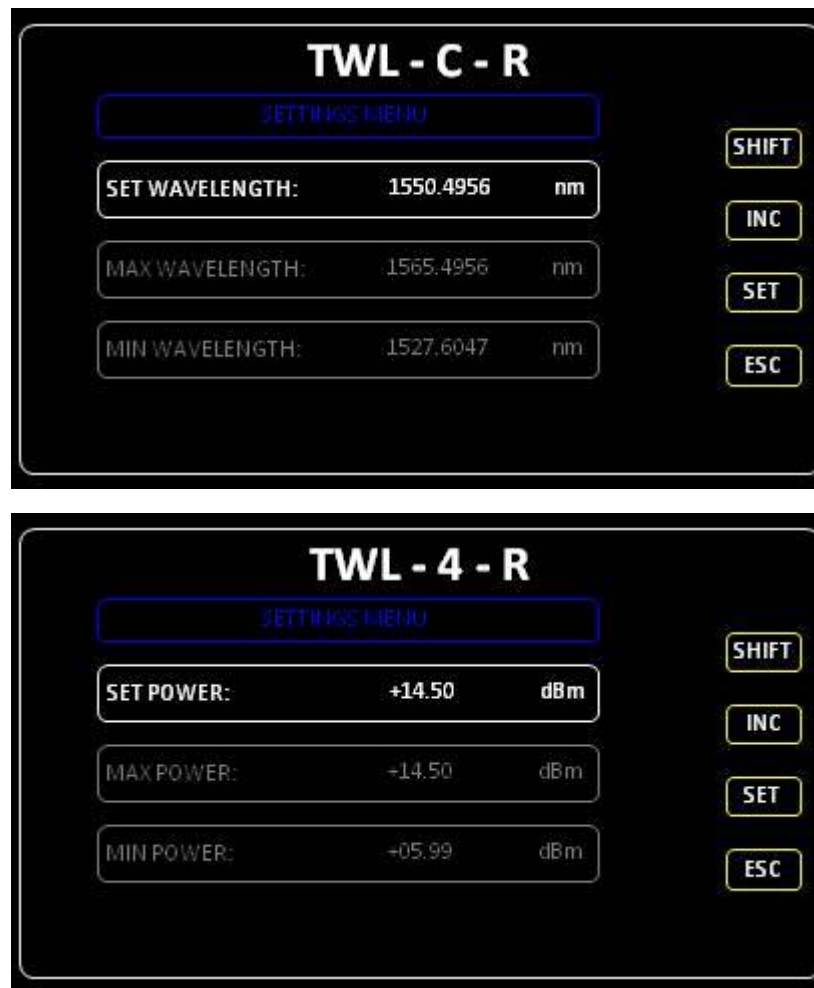 TWL - C - R
SETTINGS MENU
SHIFT
SET WAVELENGTH: 1550.4956 nm
INC
MAX WAVELENGTH: 1565.4956 nm
SET
MIN WAVELENGTH: 1527.6047 nm
ESC
TWL - 4 - R
SETTINGS MENU
SHIFT
SET POWER: +14.50 dBm
INC
MAX POWER: +14.50 dBm
SET
MIN POWER: +05.99 dBm
ESC